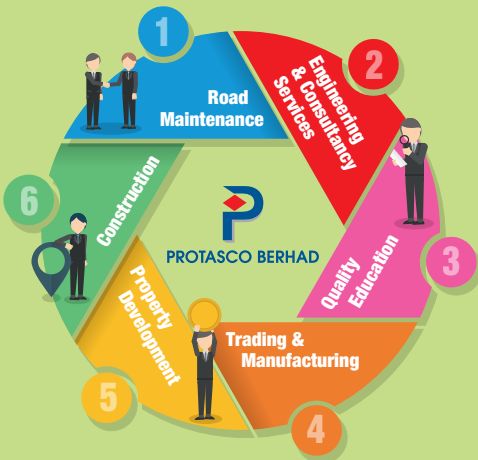 1
Road
Maintenance
2
Engineering
& Consultancy
Services
3
Quality
Education
4
Trading &
Manufacturing
5
Property
Development
6
Construction
PROTASCO BERHAD